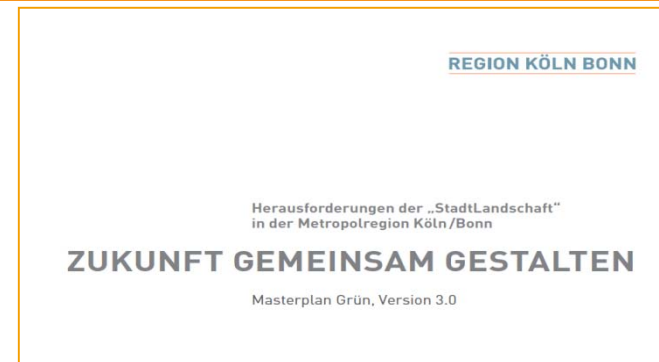 REGION KÖLN BONN
Herausforderungen der „StadtLandschaft“
in der Metropolregion Köln/Bonn
ZUKUNFT GEMEINSAM GESTALTEN
Masterplan Grün, Version 3.0